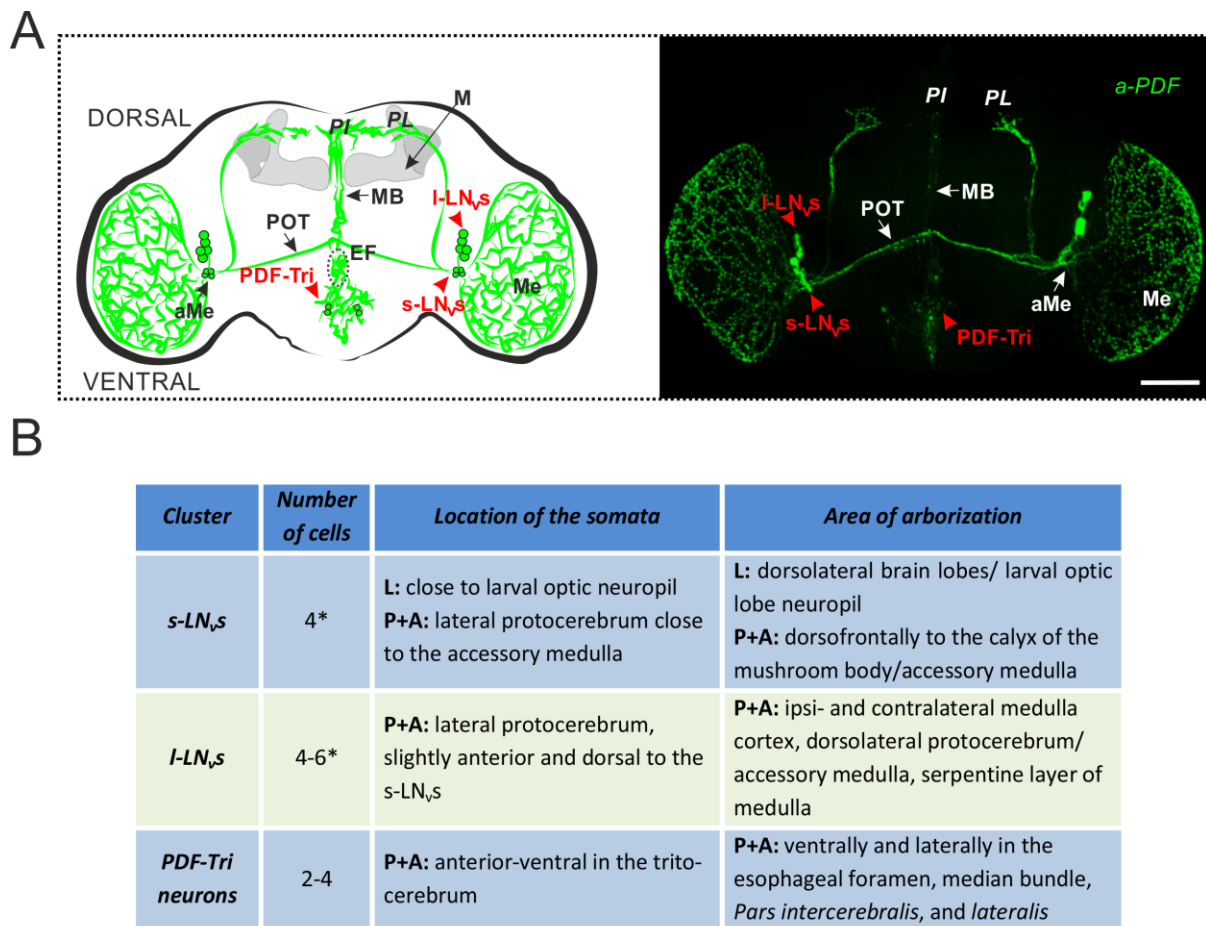 A
DORSAL
PI
PL
M
MB
l-LNvs
POT
EF
PDF-Tri
aMe
s-LNvs
Me
VENTRAL
PI
PL
a-PDF
l-LNvs
POT
MB
s-LNvs
PDF-Tri
aMe
Me
B
Cluster
Number
of cells
Location of the somata
Area of arborization
s-LNvs
4*
L: close to larval optic neuropil
P+A: lateral protocerebrum close
to the accessory medulla
L: dorsolateral brain lobes/ larval optic
lobe neuropil
P+A: dorsofrontally to the calyx of the
mushroom body/accessory medulla
l-LNvs
4-6*
P+A: lateral protocerebrum,
slightly anterior and dorsal to the
s-LNvs
P+A: ipsi- and contralateral medulla
cortex, dorsolateral protocerebrum/
accessory medulla, serpentine layer of
medulla
PDF-Tri
neurons
2-4
P+A: anterior-ventral in the trito-
cerebrum
P+A: ventrally and laterally in the
esophageal foramen, median bundle,
Pars intercerebralis, and lateralis